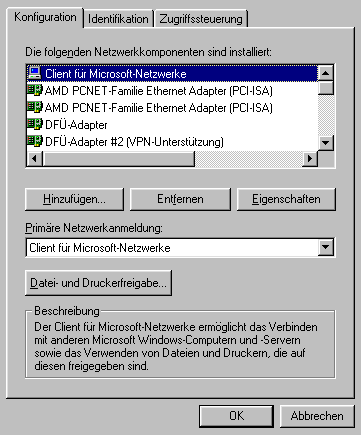 Konfiguration Identifikation Zugriffssteuerung
Die folgenden Netzwerkkomponenten sind installiert:
Client für Microsoft-Netzwerke
AMD PCNET-Familie Ethernet Adapter (PCI-ISA)
AMD PCNET-Familie Ethernet Adapter (PCI-ISA)
DFÜ-Adapter
DFÜ-Adapter #2 (VPN-Unterstützung)
Hinzufügen... Entfernen Eigenschaften
Primäre Netzwerkanmeldung:
Client für Microsoft-Netzwerke
Datei- und Druckerfreigabe...
Beschreibung
Der Client für Microsoft-Netzwerke ermöglicht das Verbinden
mit anderen Microsoft Windows-Computern und -Servern
sowie das Verwenden von Dateien und Druckern, die auf
diesen freigegeben sind.
OK Abbrechen